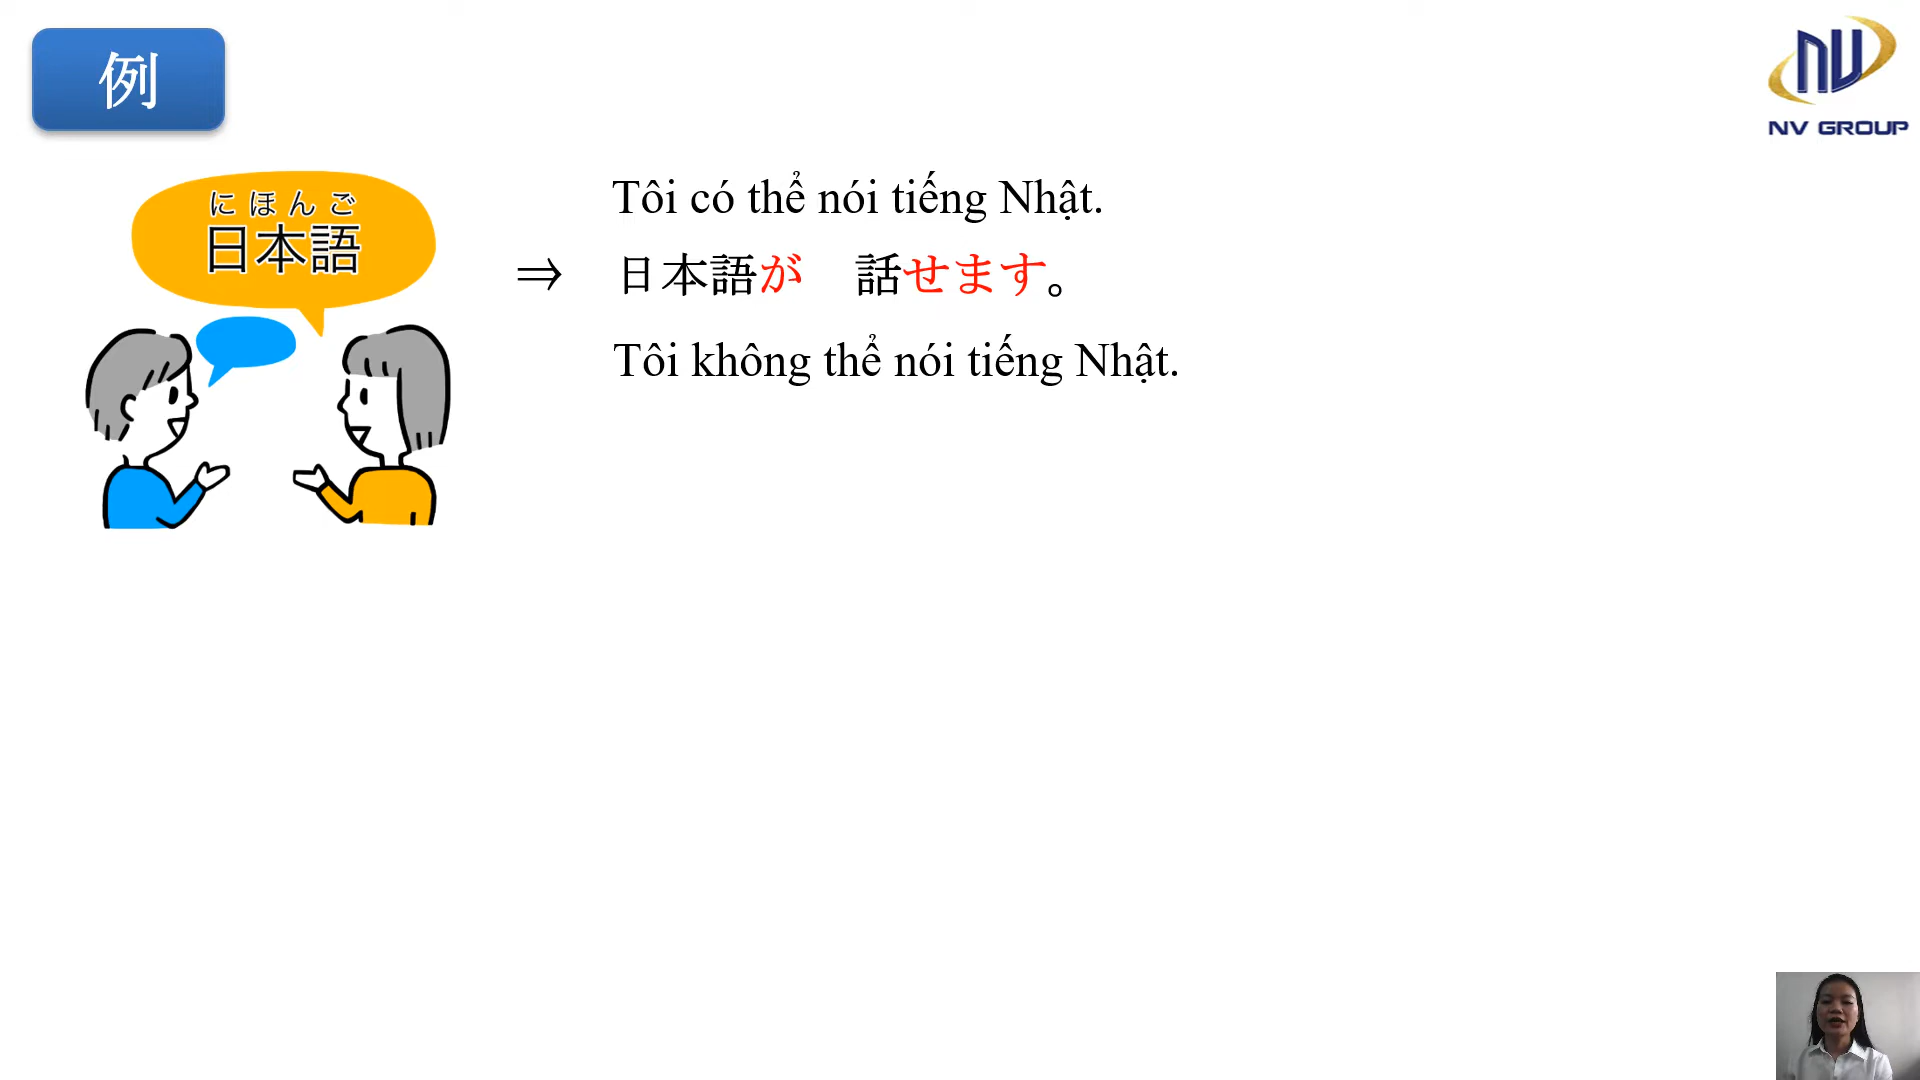 例
NV GROUP
にほんご
日本語
Tôi có thể nói tiếng Nhật.
⇒ 日本語が 話せます。
Tôi không thể nói tiếng Nhật.